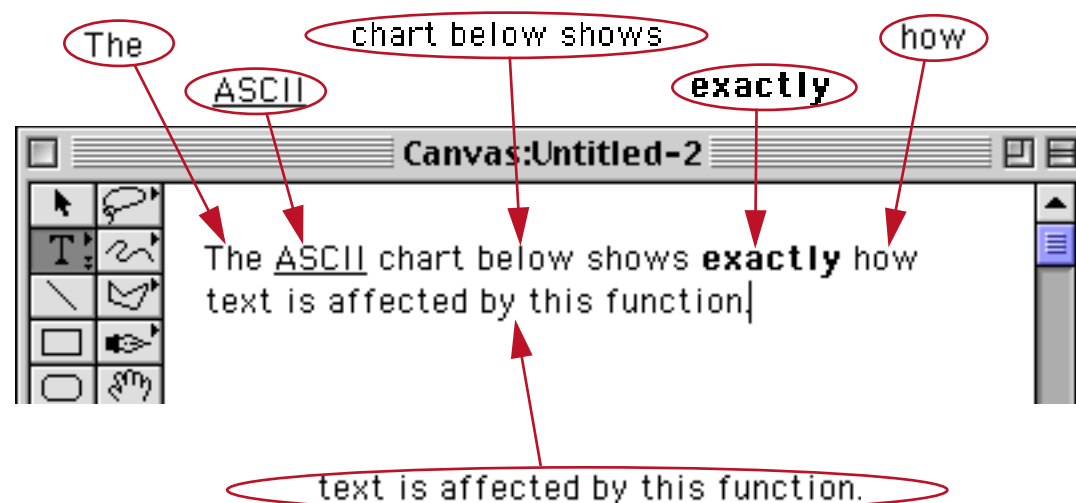 The
chart below shows
how
ASCII
exactly
Canvas:Untitled-2
T
The ASCII chart below shows exactly how
text is affected by this function.
text is affected by this function.